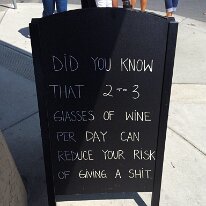 DID YOU KNOW
THAT 2-3
GLASSES OF WINE
PER DAY CAN
REDUCE YOUR RISK
OF GIVING A SHIT.